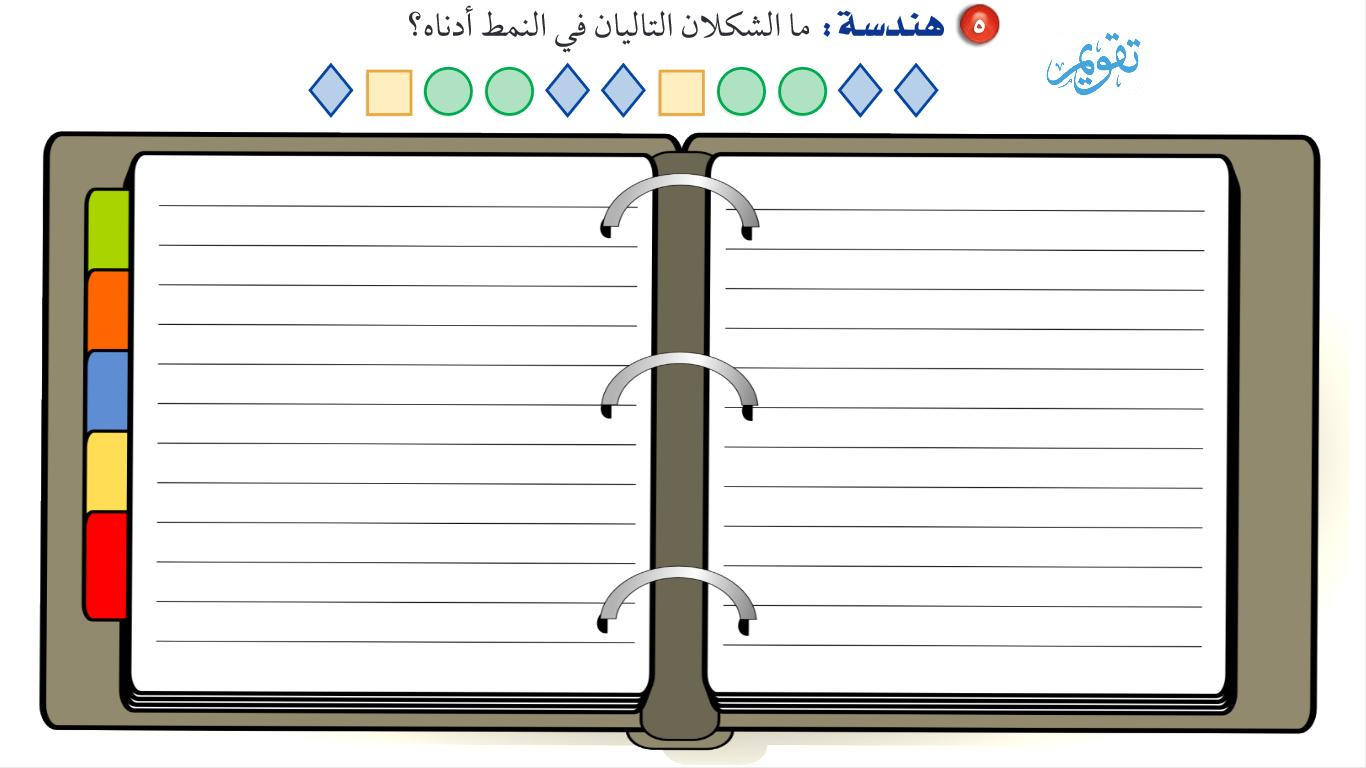 ٥ هندسة : ما الشكلان التاليان في النمط أدناه؟
تقويم